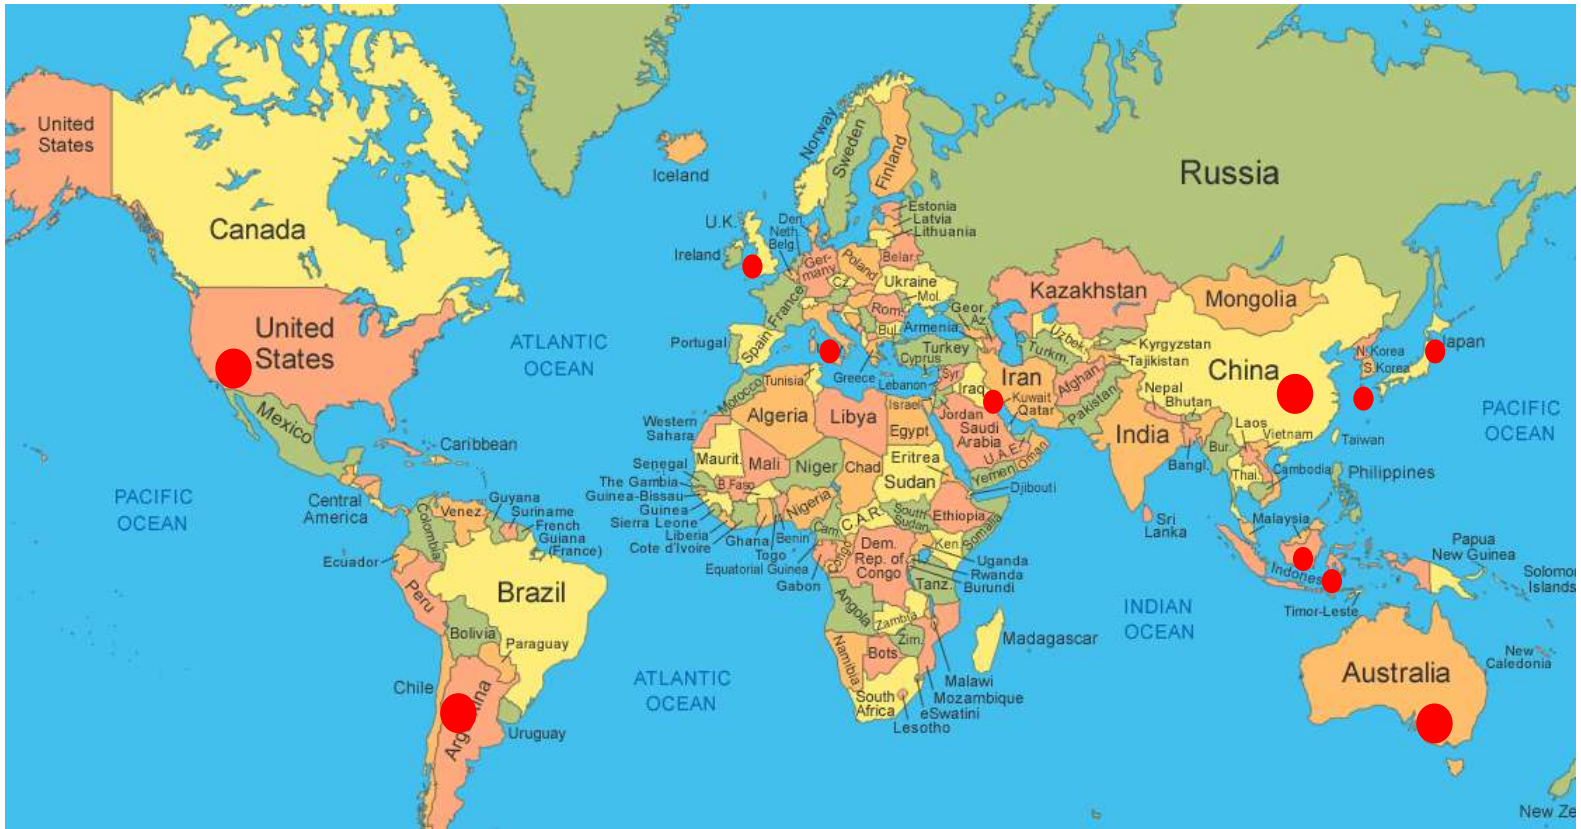 United
States
Canada
United
States
Mexico
Caribbean
Central
America
PACIFIC
OCEAN
ATLANTIC
OCEAN
Guyana
Suriname
French
Guiana
(France)
Venez.
Colombia
Ecuador
Peru
Brazil
Bolivia
Paraguay
Chile
Uruguay
ATLANTIC
OCEAN
Iceland
Norway
Sweden
Finland
Russia
Estonia
Latvia
Lithuania
U.K.
Ireland
Den.
Neth.
Belg.
Ger-
many
Poland
Belar.
Cz.
Ukraine
Mol.
Rom.
Bul.
France
Spain
Portugal
Greece
Turkey
Cyprus
Lebanon
Syr.
Israel
Iraq
Jordan
Armenia
Geor.
Az.
Iran
Kuwait
Qatar
Saudi
Arabia
U.A.E.
Oman
Yemen
Kazakhstan
Uzbek.
Turkm.
Kyrgyzstan
Tajikistan
Afghan.
Pakistan
India
Nepal
Bhutan
Bangl.
Sri
Lanka
Mongolia
China
N.Korea
S.Korea
Japan
Taiwan
Bur.
Laos
Vietnam
Thai.
Cambodia
Philippines
Malaysia
Papua
New Guinea
Solomon
Islands
Timor-Leste
PACIFIC
OCEAN
INDIAN
OCEAN
Australia
New
Caledonia
New Ze
Morocco
Tunisia
Algeria
Libya
Egypt
Western
Sahara
Maurit.
Mali
Niger
Chad
Sudan
Eritrea
Djibouti
Senegal
The Gambia
Guinea-Bissau
Guinea
Sierra Leone
Liberia
Cote d'Ivoire
B.Faso
Ghana
Togo
Benin
Nigeria
Cam.
Equatorial Guinea
Gabon
Congo
C.A.R.
South
Sudan
Ethiopia
Somalia
Dem.
Rep. of
Congo
Ken.
Uganda
Rwanda
Burundi
Tanz.
Angola
Zambia
Malawi
Mozambique
Zim.
Bots.
Namibia
South
Africa
eSwatini
Lesotho
Madagascar